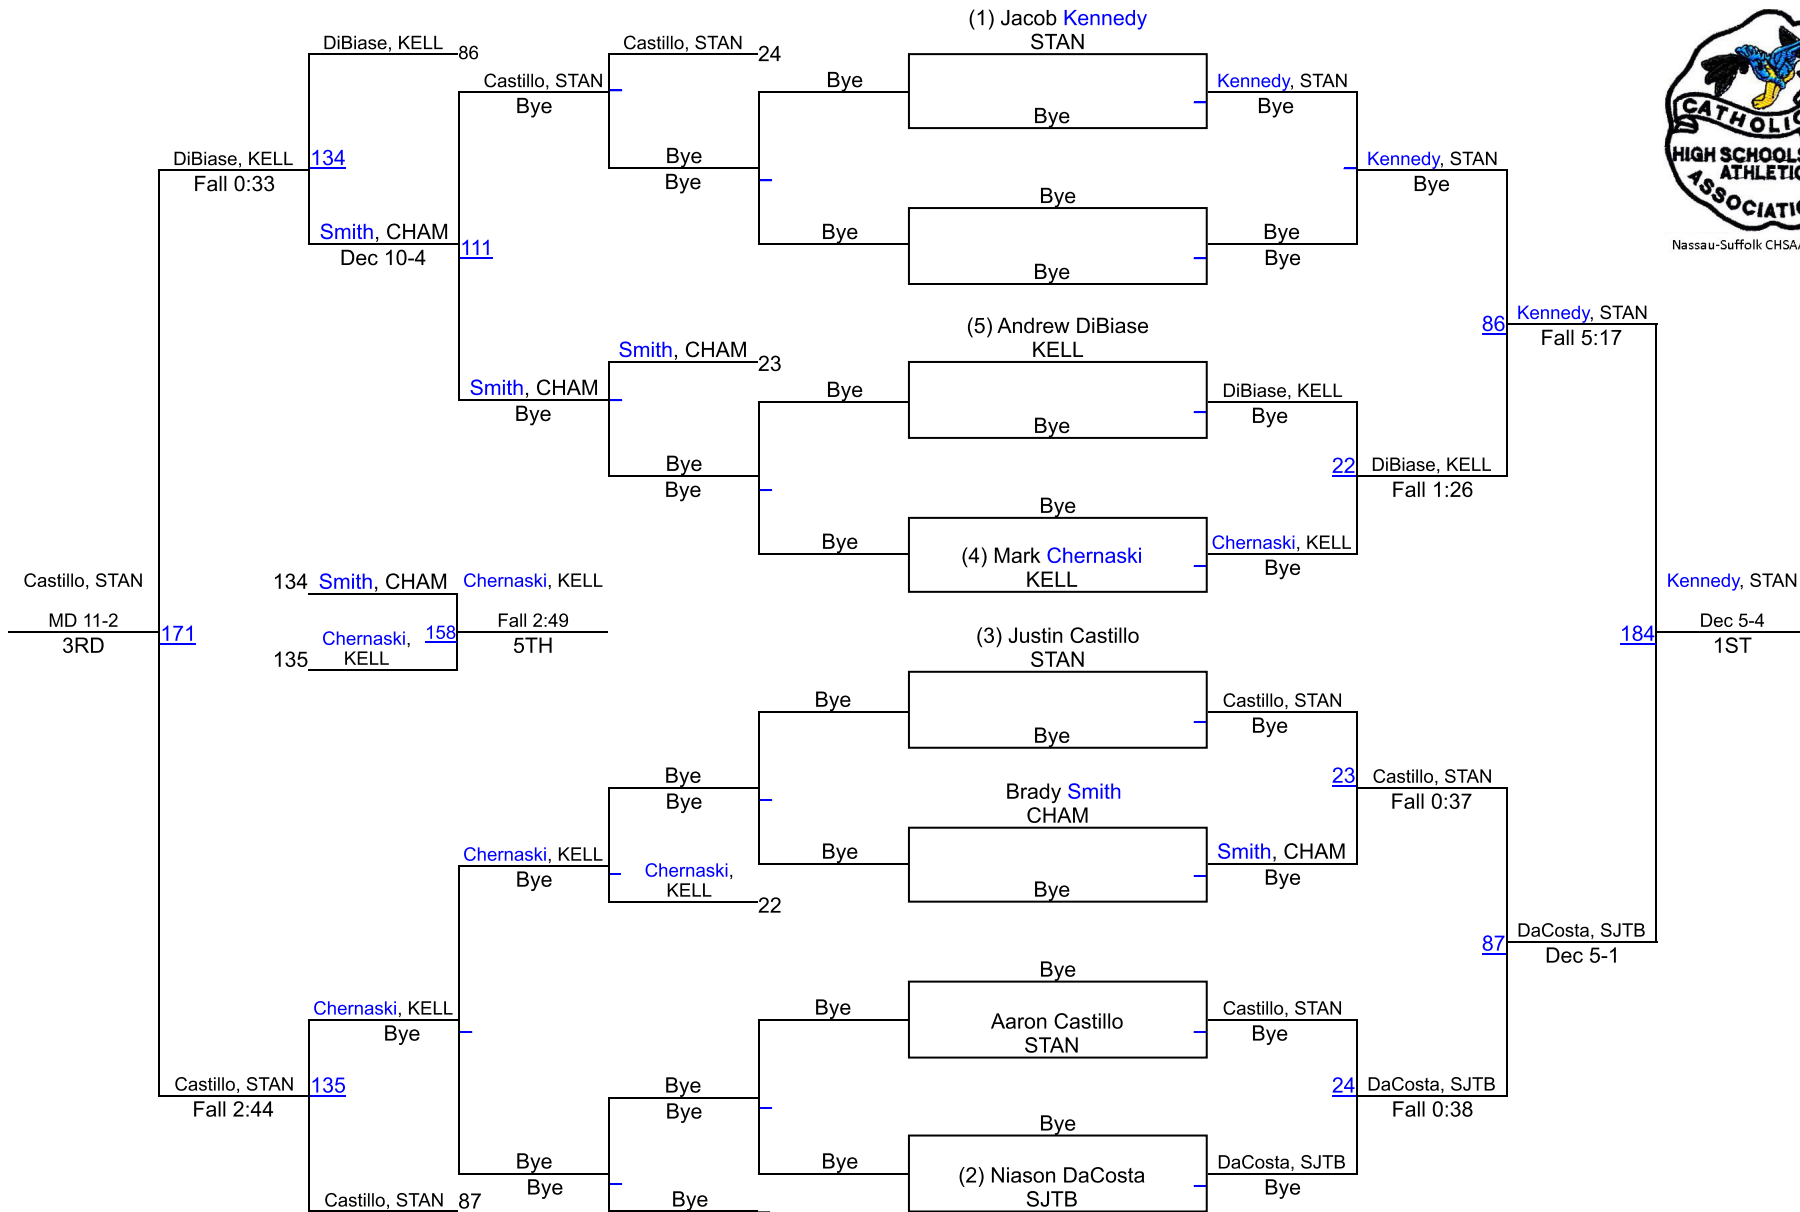 (1) Jacob Kennedy
STAN
DiBiase, KELL
86
Castillo, STAN
24
Castillo, STAN
Bye
Bye
Bye
Kennedy, STAN
Bye
CATHOLIC
HIGH SCHOOLS
ATHLETIC
ASSOCIATIO
Nassau-Suffolk CHSAA
DiBiase, KELL
134
Fall 0:33
Bye
Bye
Kennedy, STAN
Bye
Smith, CHAM
Dec 10-4
111
Bye
Bye
Bye
Bye
Bye
(5) Andrew DiBiase
KELL
86
Kennedy, STAN
Fall 5:17
Smith, CHAM
23
Smith, CHAM
Bye
Bye
Bye
DiBiase, KELL
Bye
Bye
Bye
22
DiBiase, KELL
Fall 1:26
Bye
Bye
(4) Mark Chernaski
KELL
Chernaski, KELL
Bye
Castillo, STAN
MD 11-2
3RD
171
134
Smith, CHAM
Chernaski, KELL
Chernaski,
KELL
135
158
Fall 2:49
5TH
Kennedy, STAN
184
Dec 5-4
1ST
(3) Justin Castillo
STAN
Bye
Bye
Castillo, STAN
Bye
Bye
Bye
Brady Smith
CHAM
23
Castillo, STAN
Fall 0:37
Chernaski, KELL
Bye
Chernaski,
KELL
22
Bye
Bye
Smith, CHAM
Bye
87
DaCosta, SJTB
Dec 5-1
Bye
Chernaski, KELL
Bye
Bye
Aaron Castillo
STAN
Castillo, STAN
Bye
Castillo, STAN
135
Fall 2:44
Bye
Bye
24
DaCosta, SJTB
Fall 0:38
Bye
Bye
Bye
Bye
(2) Niason DaCosta
SJTB
DaCosta, SJTB
Bye
Castillo, STAN
87
Bye